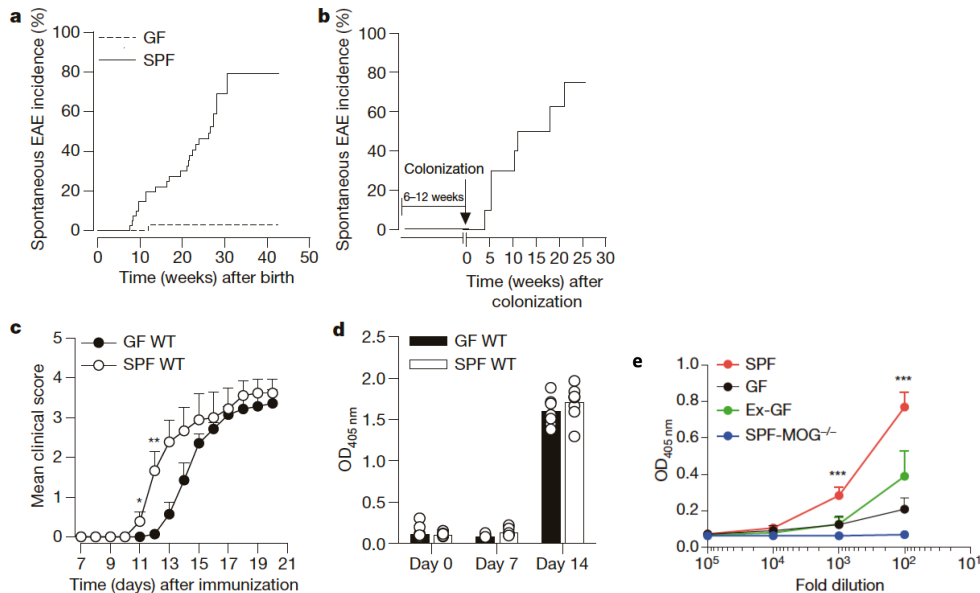 a
GF
SPF
Spontaneous EAE incidence (%)
100
80
60
40
20
0
0 10 20 30 40 50
Time (weeks) after birth
b
Spontaneous EAE incidence (%)
100
80
60
40
20
0
Colonization
6–12 weeks
0 5 10 15 20 25 30
Time (weeks) after
colonization
c
GF WT
SPF WT
Mean clinical score
5
4
3
2
1
0
*
**
7 9 11 13 15 17 19 21
Time (days) after immunization
d
GF WT
SPF WT
OD405 nm
2.5
2.0
1.5
1.0
0.5
0.0
Day 0 Day 7 Day 14
e
SPF
GF
Ex-GF
SPF-MOG−/−
OD405 nm
1.0
0.8
0.6
0.4
0.2
0.0
***
***
10⁵ 10⁴ 10³ 10² 10¹
Fold dilution